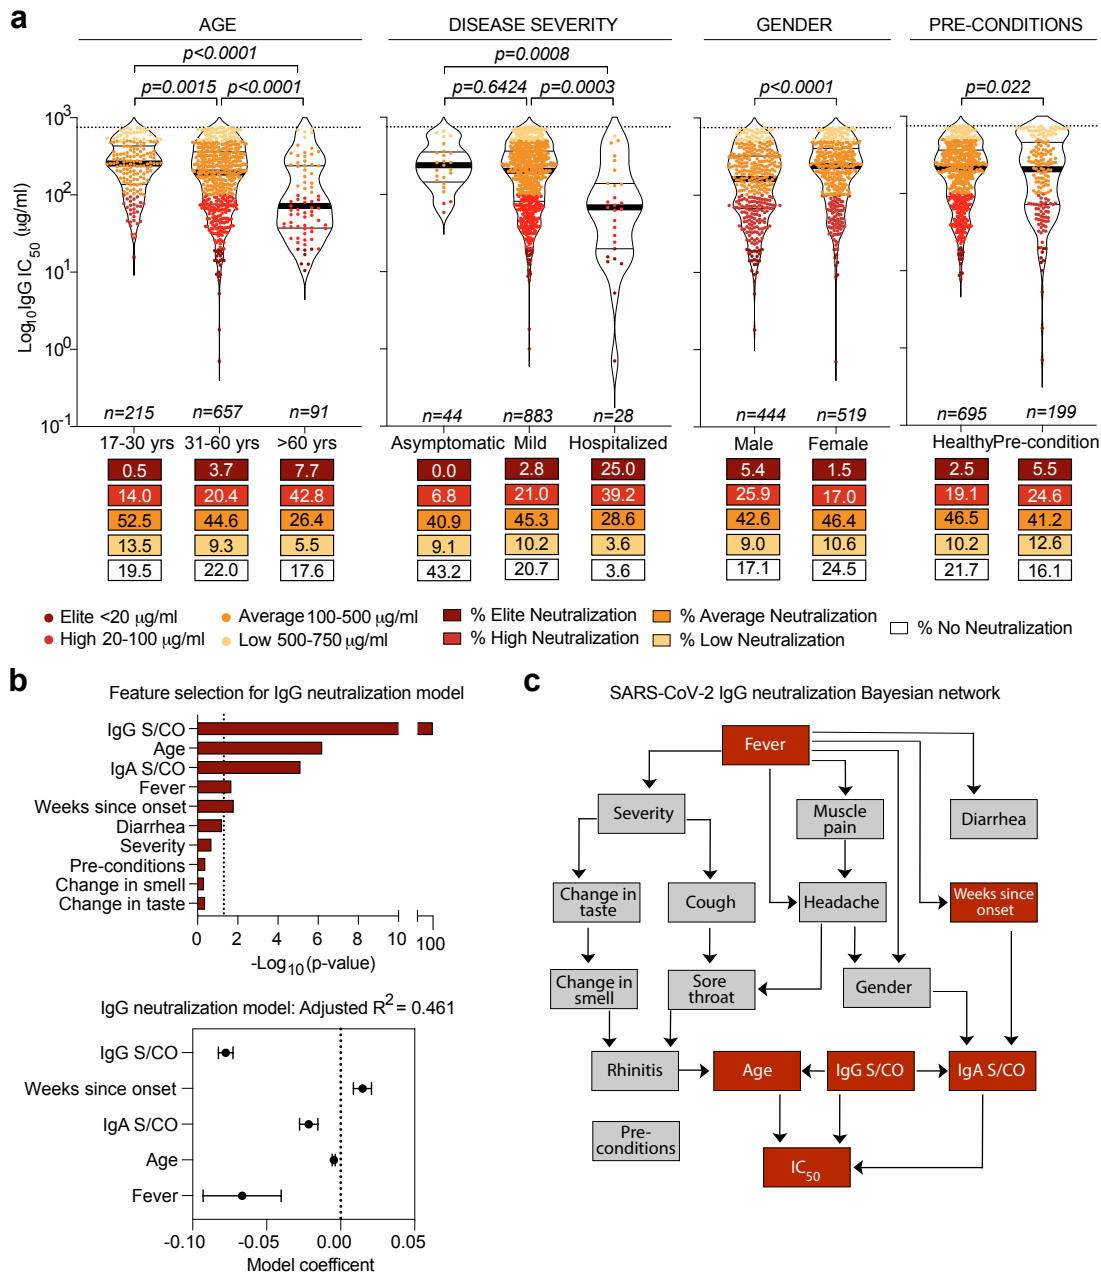 a
AGE
DISEASE SEVERITY
GENDER
PRE-CONDITIONS
p<0.0001
p=0.0015
<0.0001
p=0.0008
p=0.6424
p=0.0003
<0.0001
p=0.022
Log10IgG IC50 (µg/ml)
10^3
10^2
10^1
10^0
10^-1
n=215
n=657
n=91
n=44
n=883
n=28
n=444
n=519
n=695
n=199
17-30 yrs
31-60 yrs
>60 yrs
Asymptomatic
Mild
Hospitalized
Male
Female
Healthy
Pre-condition
0.5 3.7 7.7 0.0 2.8 25.0 5.4 1.5 2.5 5.5
14.0 20.4 42.8 6.8 21.0 39.2 25.9 17.0 19.1 24.6
52.5 44.6 26.4 40.9 45.3 28.6 42.6 46.4 46.5 41.2
13.5 9.3 5.5 9.1 10.2 3.6 9.0 10.6 10.2 12.6
19.5 22.0 17.6 43.2 20.7 3.6 17.1 24.5 21.7 16.1
Elite <20 µg/ml
High 20-100 µg/ml
Average 100-500 µg/ml
Low 500-750 µg/ml
% Elite Neutralization
% High Neutralization
% Average Neutralization
% Low Neutralization
% No Neutralization
b
Feature selection for IgG neutralization model
IgG S/CO
Age
IgA S/CO
Fever
Weeks since onset
Diarrhea
Severity
Pre-conditions
Change in smell
Change in taste
0 2 4 6 8 10 100
-Log10(p-value)
IgG neutralization model: Adjusted R2 = 0.461
IgG S/CO
Weeks since onset
IgA S/CO
Age
Fever
-0.10 -0.05 0.00 0.05
Model coefficent
c
SARS-CoV-2 IgG neutralization Bayesian network
Fever
Severity
Muscle
pain
Diarrhea
Change in
taste
Cough
Headache
Weeks since
onset
Change in
smell
Sore
throat
Gender
Rhinitis
Age
IgG S/CO
IgA S/CO
Pre-
conditions
IC50